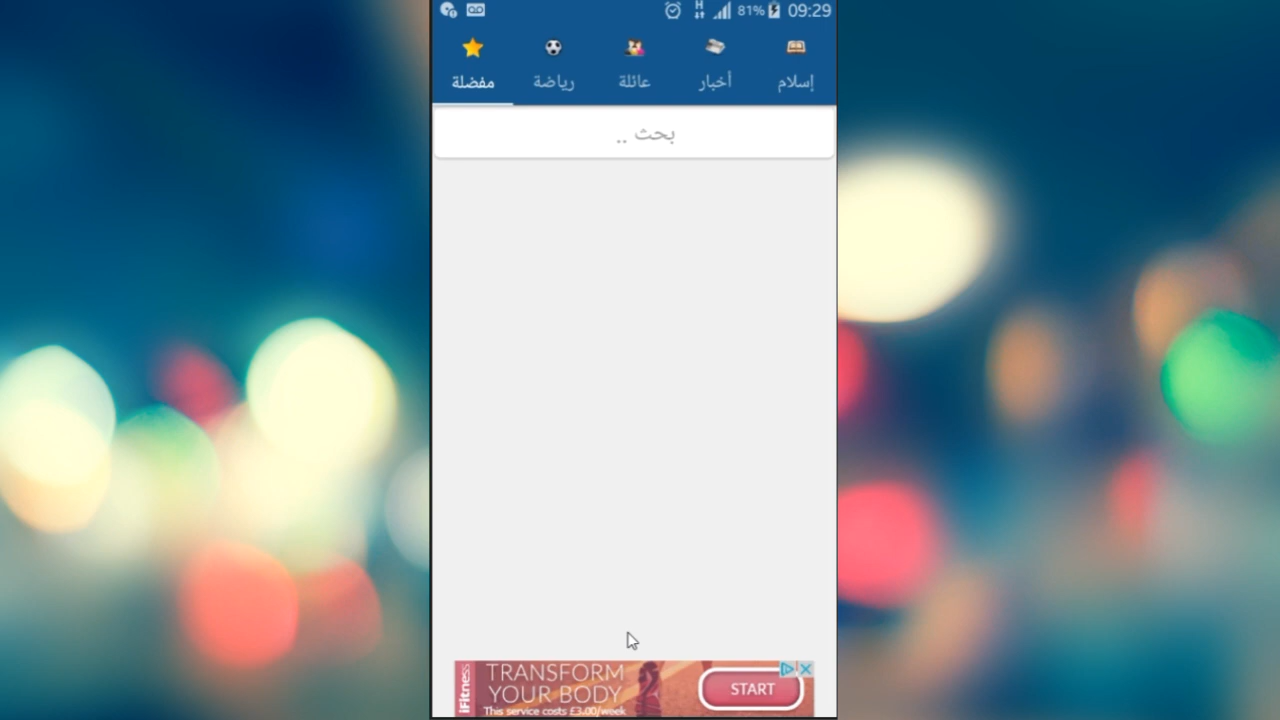 81% 09:29
إسلام أخبار عائلة رياضة مفضلة
بحث ..
iFitness
TRANSFORM
YOUR BODY
This service costs £3.00/week
START